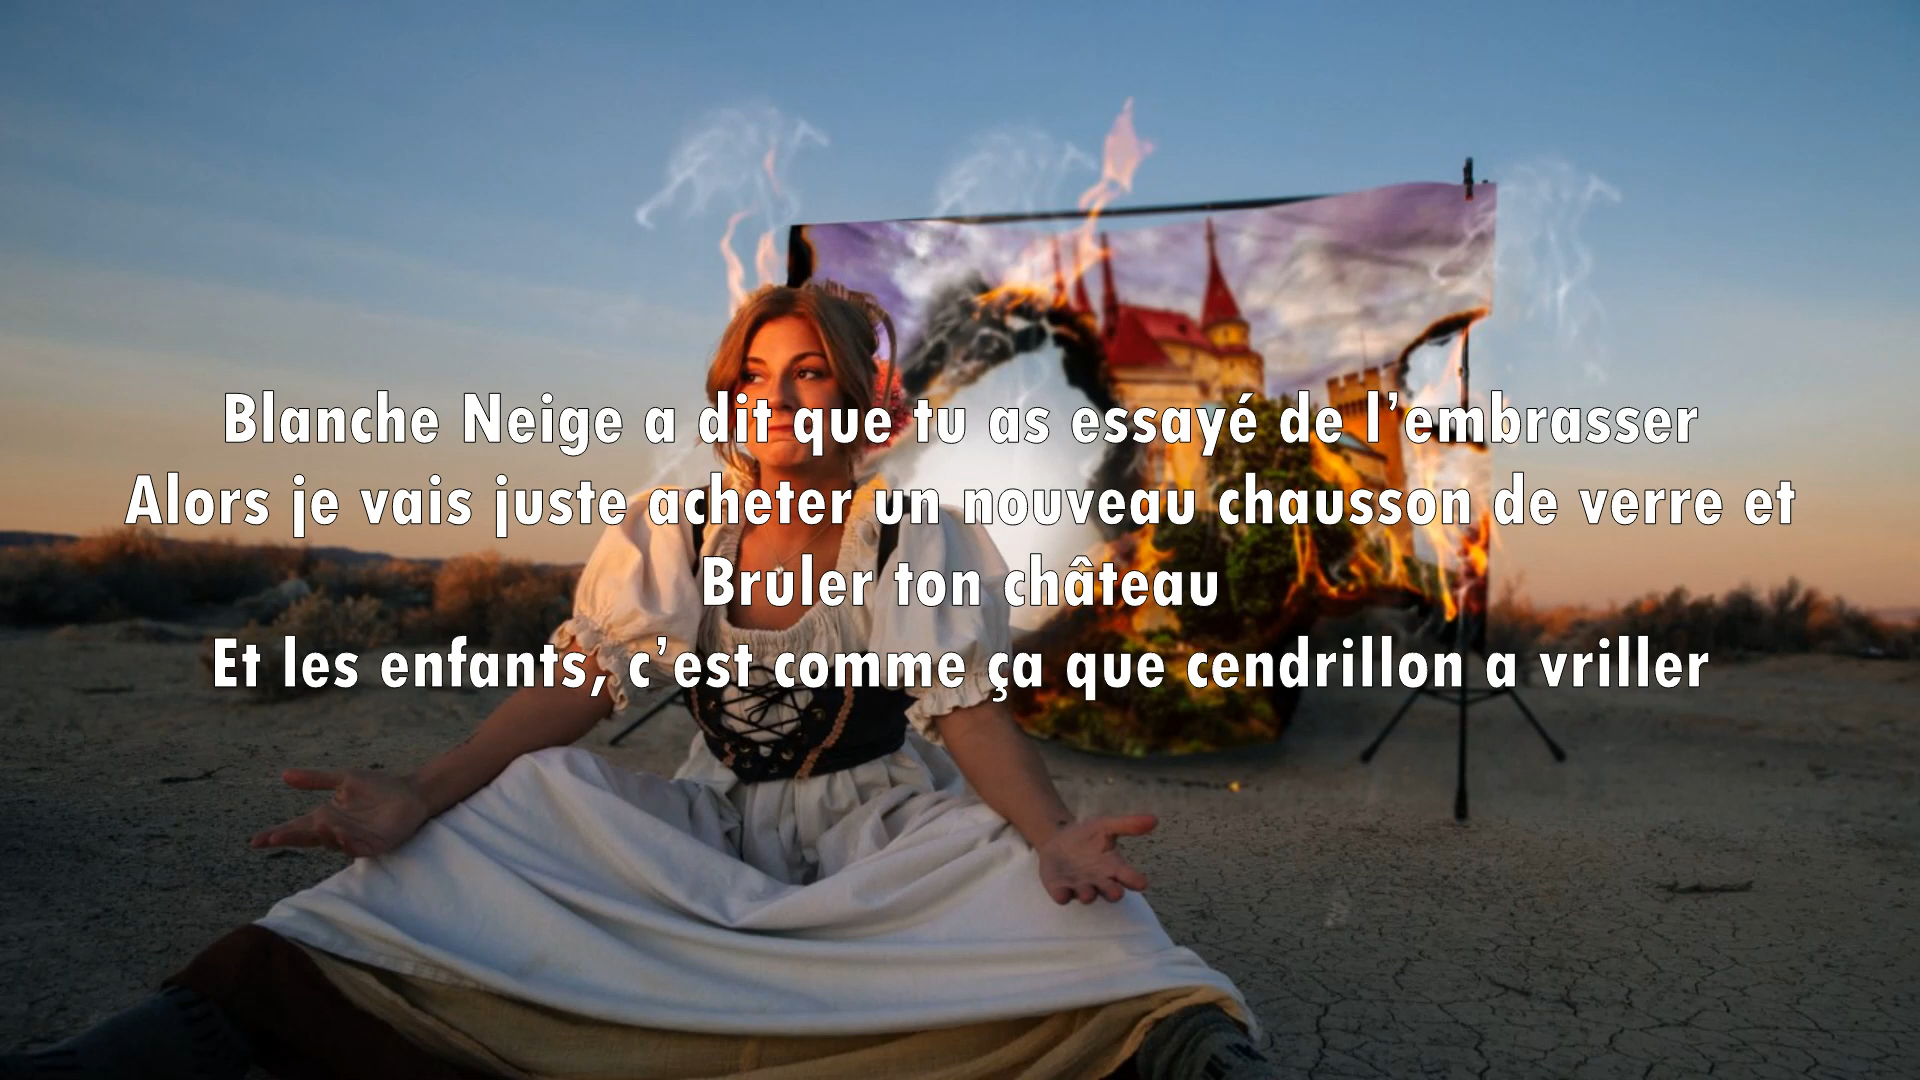 Blanche Neige a dit que tu as essayé de l’embrasser
Alors je vais juste acheter un nouveau chausson de verre et
Brûler ton château
Et les enfants, c’est comme ça que cendrillon a vriller